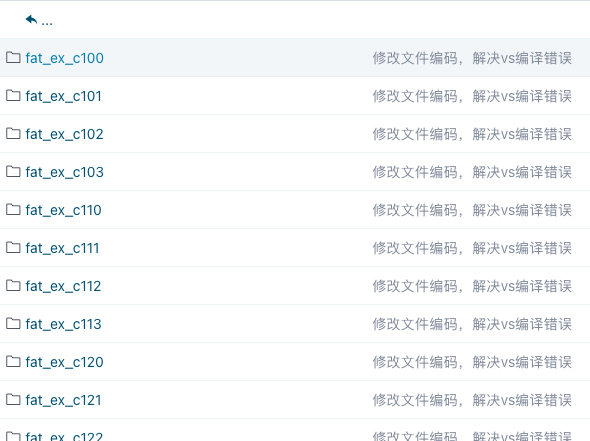 ...
fat_ex_c100 修改文件编码，解决vs编译错误
fat_ex_c101 修改文件编码，解决vs编译错误
fat_ex_c102 修改文件编码，解决vs编译错误
fat_ex_c103 修改文件编码，解决vs编译错误
fat_ex_c110 修改文件编码，解决vs编译错误
fat_ex_c111 修改文件编码，解决vs编译错误
fat_ex_c112 修改文件编码，解决vs编译错误
fat_ex_c113 修改文件编码，解决vs编译错误
fat_ex_c120 修改文件编码，解决vs编译错误
fat_ex_c121 修改文件编码，解决vs编译错误
fat_ex_c122 修改文件编码，解决vs编译错误